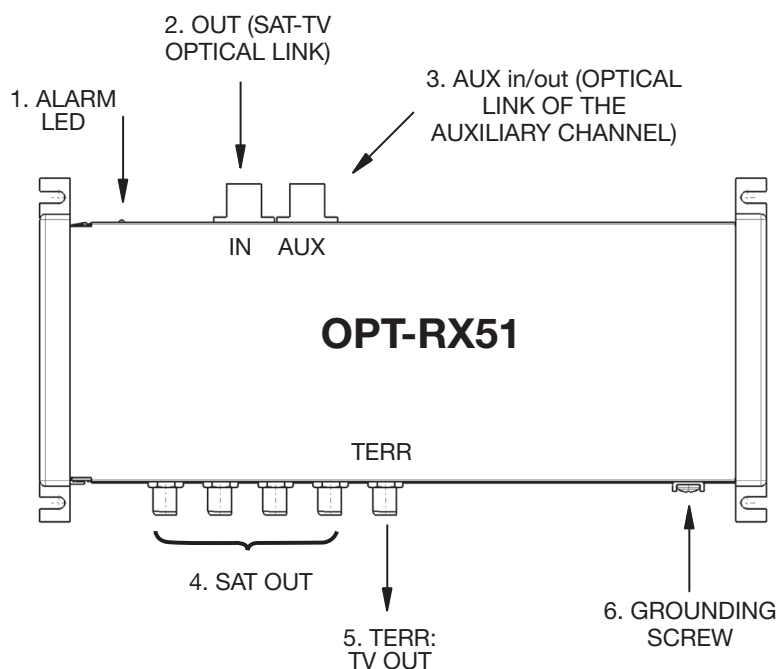 2. OUT (SAT-TV
OPTICAL LINK)
3. AUX in/out (OPTICAL
LINK OF THE
AUXILIARY CHANNEL)
1. ALARM
LED
IN AUX
OPT-RX51
TERR
4. SAT OUT
5. TERR:
TV OUT
6. GROUNDING
SCREW